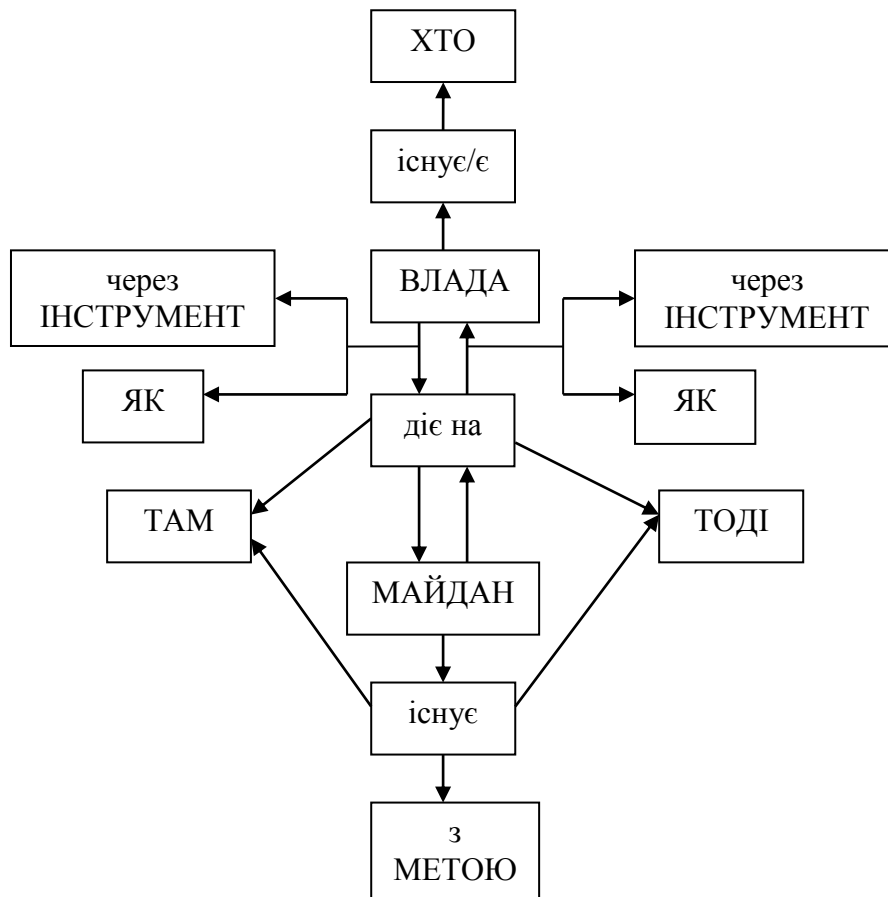 ХТО
існує/є
через
ІНСТРУМЕНТ
ВЛАДА
через
ІНСТРУМЕНТ
ЯК
діє на
ЯК
ТАМ
ТОДІ
МАЙДАН
існує
з
МЕТОЮ